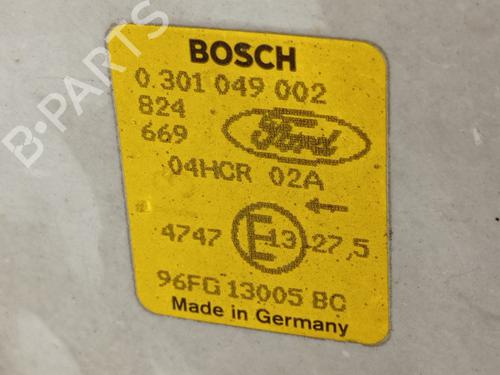 BOSCH
0 301 049 002
824
669
Ford
04HCR 02A
4747 E 13 27,5
96FG 13005 BC
Made in Germany
B-PARTS